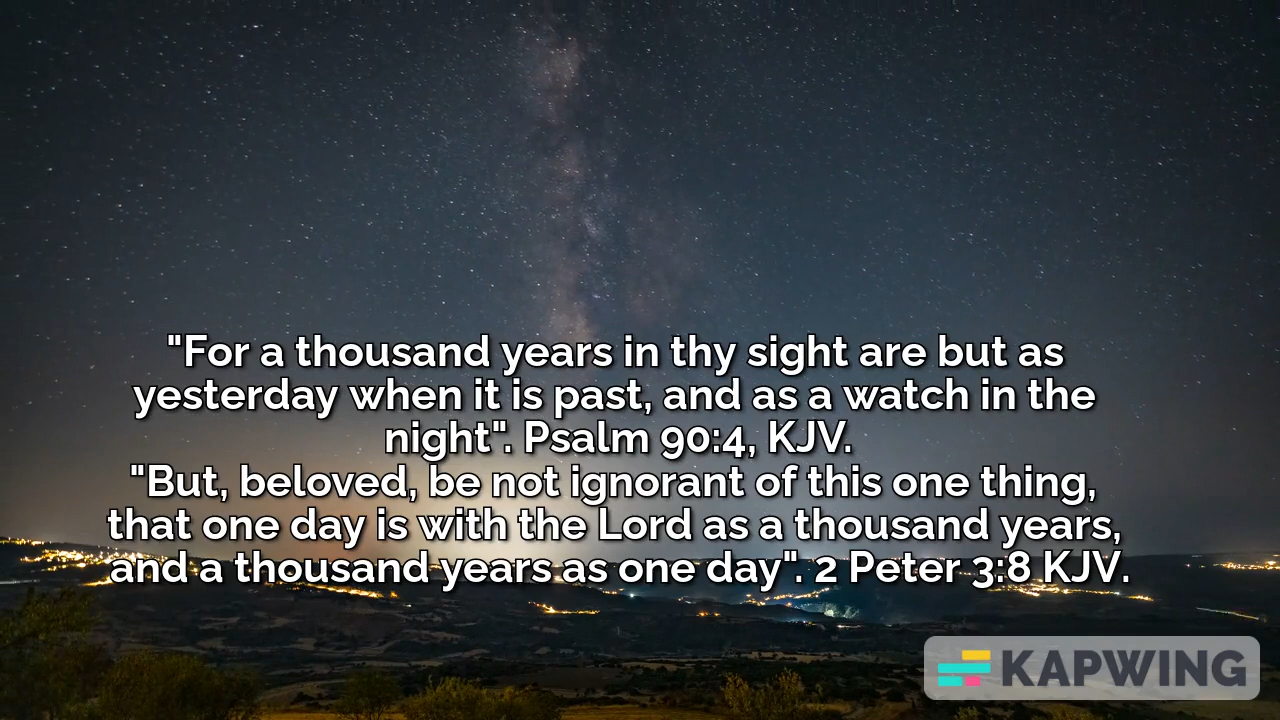 "For a thousand years in thy sight are but as
yesterday when it is past, and as a watch in the
night". Psalm 90:4, KJV.
"But, beloved, be not ignorant of this one thing,
that one day is with the Lord as a thousand years,
and a thousand years as one day". 2 Peter 3:8 KJV.
KAPWING